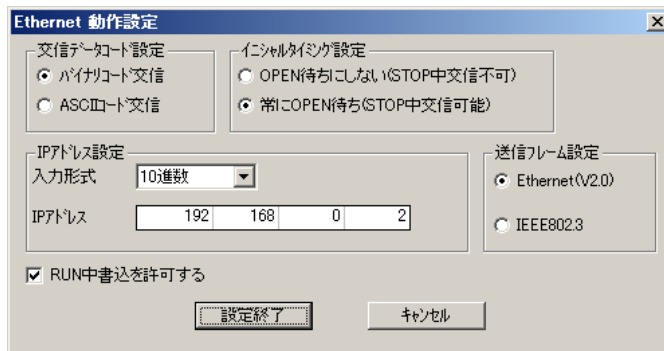 Ethernet 動作設定
交信データコード設定
バイナリコード交信
ASCIIコード交信
イニシャルタイミング設定
OPEN待ちにしない(STOP中交信不可)
常にOPEN待ち(STOP中交信可能)
IPアドレス設定
入力形式 10進数
IPアドレス 192 168 0 2
送信フレーム設定
Ethernet(V2.0)
IEEE802.3
RUN中書込を許可する
設定終了 キャンセル